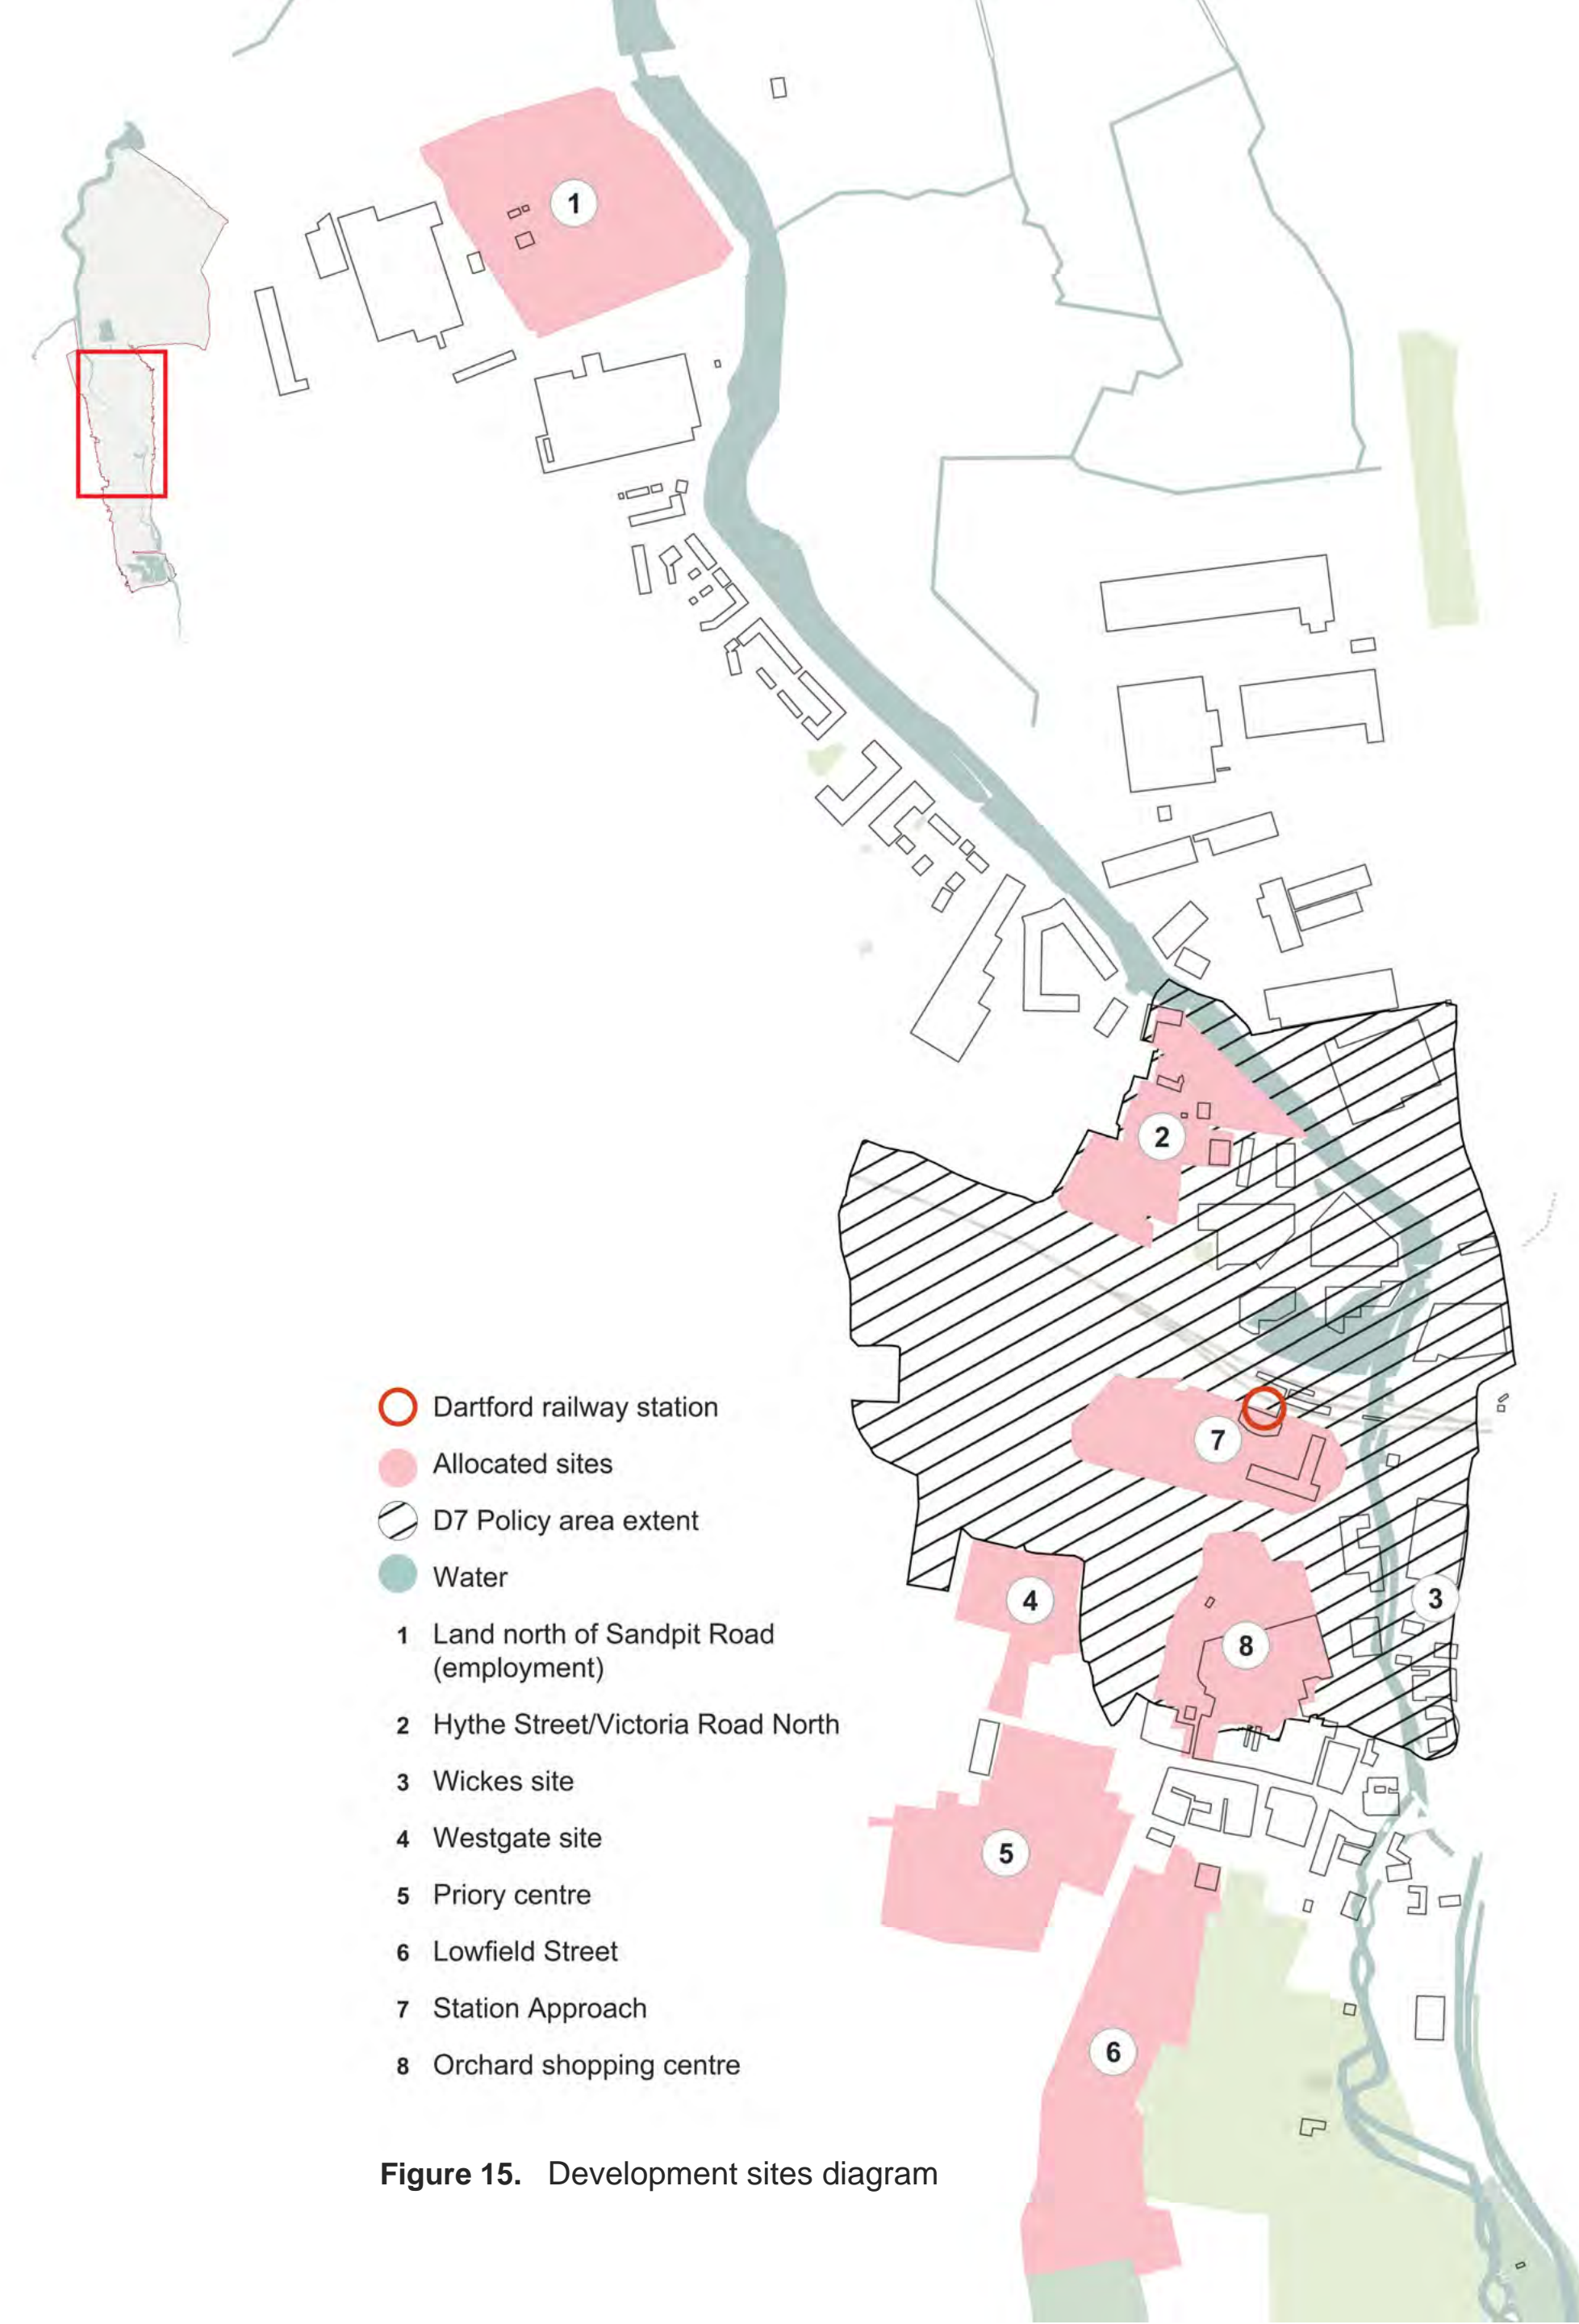 1
2
7
3
4
8
5
6
Dartford railway station
Allocated sites
D7 Policy area extent
Water
1 Land north of Sandpit Road
(employment)
2 Hythe Street/Victoria Road North
3 Wickes site
4 Westgate site
5 Priory centre
6 Lowfield Street
7 Station Approach
8 Orchard shopping centre
Figure 15. Development sites diagram